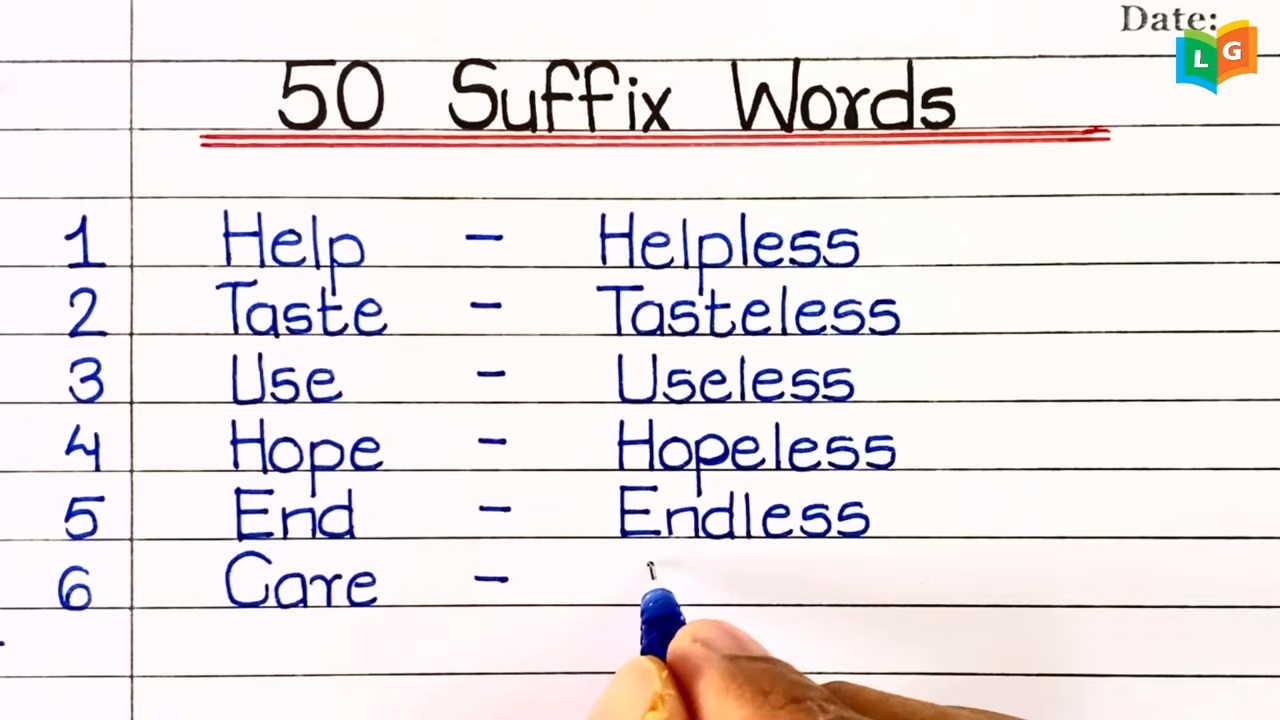 Date:
LG
50 Suffix Words
1 Help - Helpless
2 Taste - Tasteless
3 Use - Useless
4 Hope - Hopeless
5 End - Endless
6 Care -